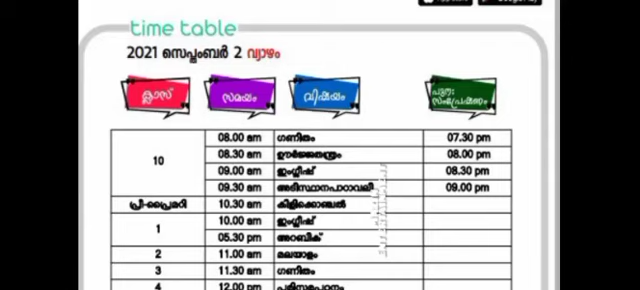 time table
2021 സെപ്തംബർ 2 വ്യാഴം
ക്ലാസ് സമയം വിഷയം പുന: സംപ്രേഷണം
10 08.00 am ഗണിതം 07.30 pm
08.30 am ഊർജ്ജതന്ത്രം 08.00 pm
09.00 am ഇംഗ്ലീഷ് 08.30 pm
09.30 am അടിസ്ഥാനപാഠാവലി 09.00 pm
പ്രീ-പ്രൈമറി 10.30 am കിളിക്കൊഞ്ചൽ
1 10.00 am ഇംഗ്ലീഷ്
05.30 pm അറബിക്
2 11.00 am മലയാളം
3 11.30 am ഗണിതം
4 12.00 pm പരിസരപഠനം